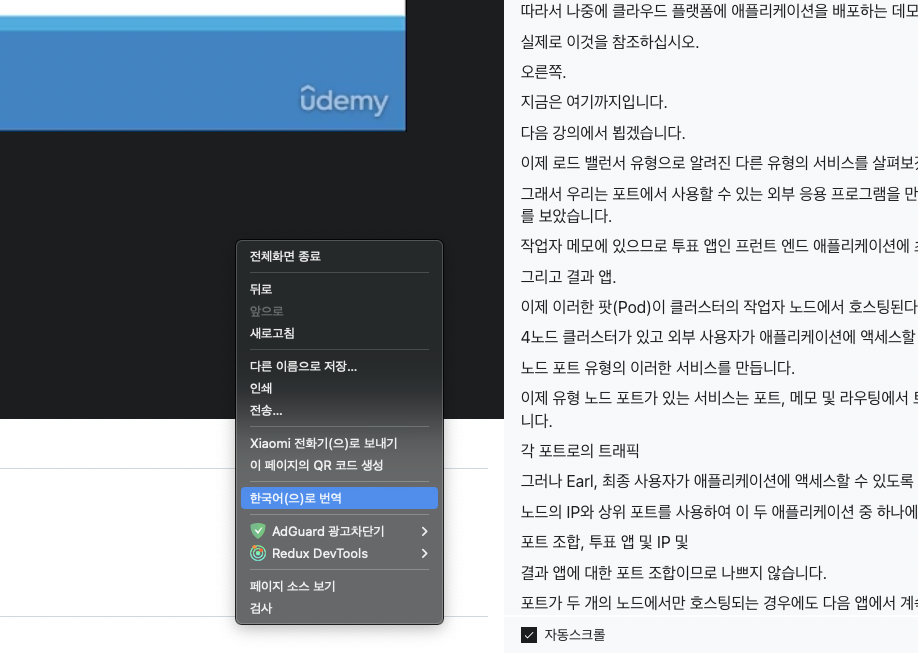 ûdemy
전체화면 종료
뒤로
앞으로
새로고침
다른 이름으로 저장...
인쇄
전송...
Xiaomi 전화기(으)로 보내기
이 페이지의 QR 코드 생성
한국어(으)로 번역
AdGuard 광고차단기
Redux DevTools
페이지 소스 보기
검사
따라서 나중에 클라우드 플랫폼에 애플리케이션을 배포하는 데모
실제로 이것을 참조하십시오.
오른쪽.
지금은 여기까지입니다.
다음 강의에서 뵙겠습니다.
이제 로드 밸런서 유형으로 알려진 다른 유형의 서비스를 살펴보
그래서 우리는 포트에서 사용할 수 있는 외부 응용 프로그램을 만
를 보았습니다.
작업자 메모에 있으므로 투표 앱인 프런트 엔드 애플리케이션에
그리고 결과 앱.
이제 이러한 팟(Pod)이 클러스터의 작업자 노드에서 호스팅된다
4노드 클러스터가 있고 외부 사용자가 애플리케이션에 액세스할
노드 포트 유형의 이러한 서비스를 만듭니다.
이제 유형 노드 포트가 있는 서비스는 포트, 메모 및 라우팅에서
니다.
각 포트로의 트래픽
그러나 Earl, 최종 사용자가 애플리케이션에 액세스할 수 있도록
노드의 IP와 상위 포트를 사용하여 이 두 애플리케이션 중 하나에
포트 조합, 투표 앱 및 IP 및
결과 앱에 대한 포트 조합이므로 나쁘지 않습니다.
포트가 두 개의 노드에서만 호스팅되는 경우에도 다음 앱에서 계
자동스크롤